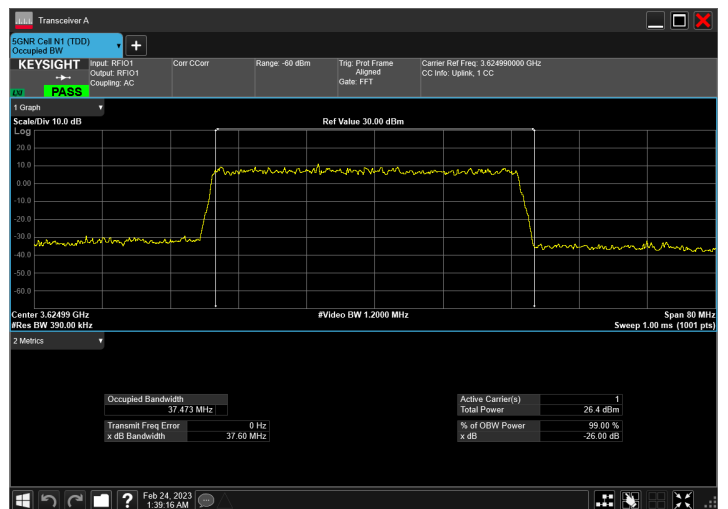 Transceiver A
5GNR Cell N1 (TDD)
Occupied BW
KEYSIGHT
LXI
PASS
Input: RFIO1
Output: RFIO1
Coupling: AC
Corr CCorr
Range: -60 dBm
Trig: Prot Frame
Aligned
Gate: FFT
Carrier Ref Freq: 3.624990000 GHz
CC Info: Uplink, 1 CC
1 Graph
Scale/Div 10.0 dB
Ref Value 30.00 dBm
Log
20.0
10.0
0.00
-10.0
-20.0
-30.0
-40.0
-50.0
-60.0
Center 3.62499 GHz
#Video BW 1.2000 MHz
Span 80 MHz
#Res BW 390.00 kHz
Sweep 1.00 ms (1001 pts)
2 Metrics
Occupied Bandwidth
37.473 MHz
Transmit Freq Error 0 Hz
x dB Bandwidth 37.60 MHz
Active Carrier(s) 1
Total Power 26.4 dBm
% of OBW Power 99.00 %
x dB -26.00 dB
Feb 24, 2023
1:39:16 AM